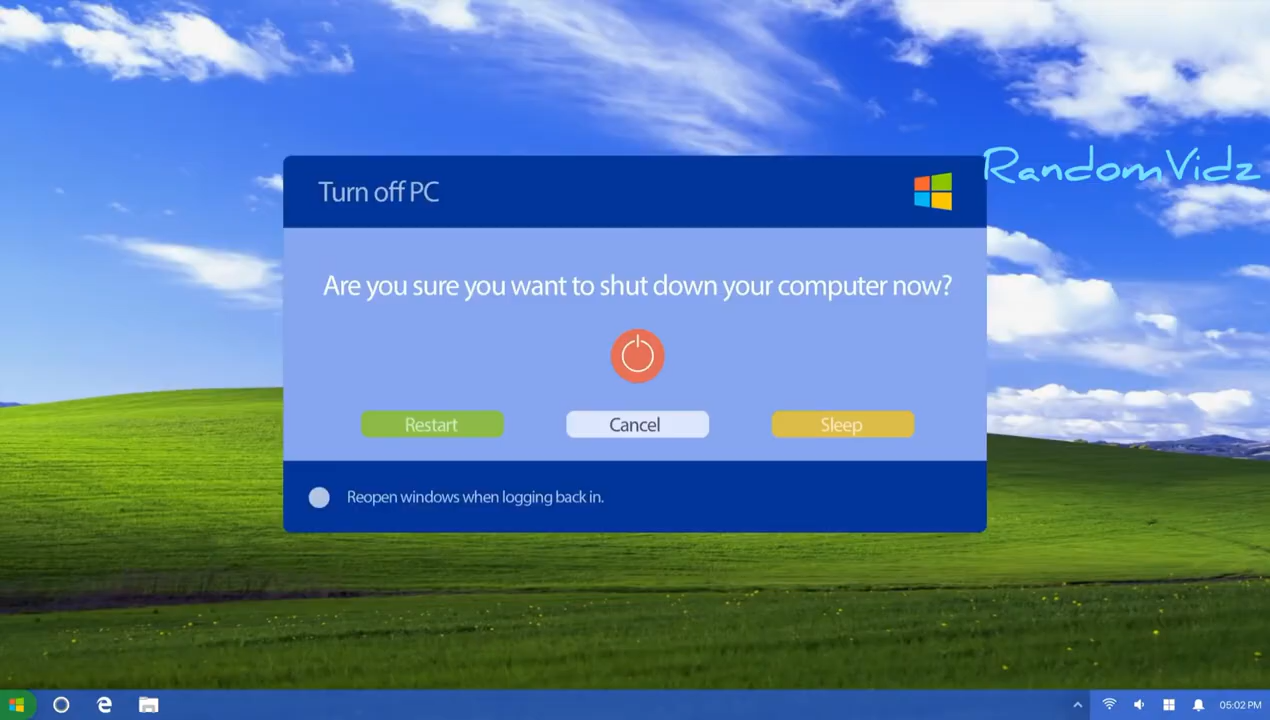 RandomVidz
Turn off PC
Are you sure you want to shut down your computer now?
Restart
Cancel
Sleep
Reopen windows when logging back in.
05:02 PM